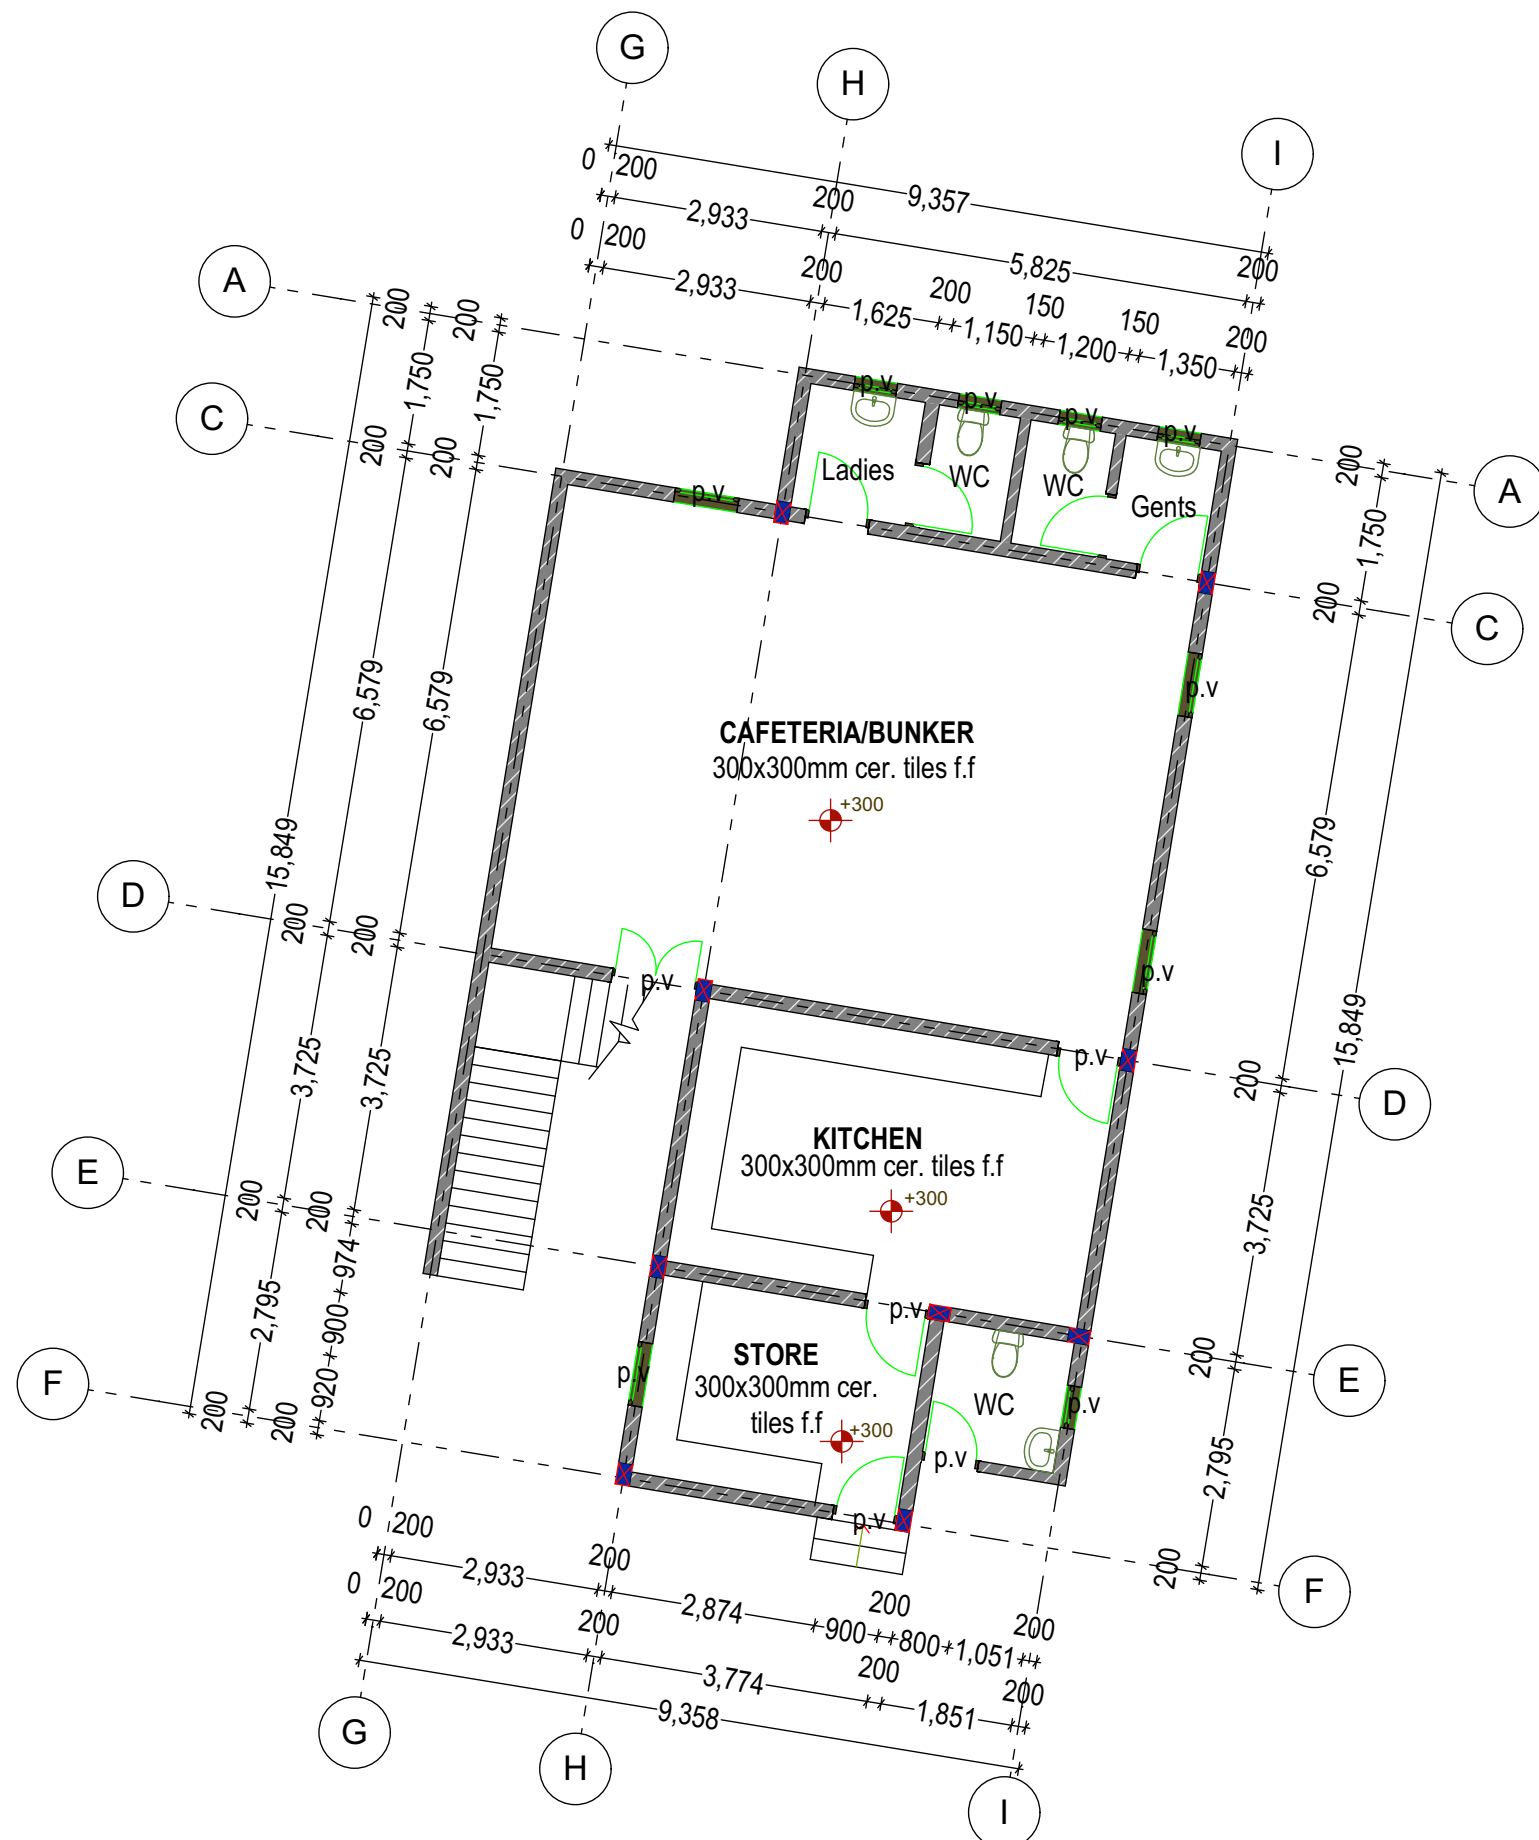 G
H
I
0
200
9,357
2,933
200
5,825
200
0
200
2,933
200
1,625
200
1,150
150
1,200
150
1,350
200
A
C
D
E
F
200
1,750
200
6,579
200
3,725
200
2,795
200
15,849
200
1,750
200
6,579
200
3,725
200
974
900
920
200
p.v
p.v
p.v
p.v
p.v
Ladies
WC
WC
Gents
p.v
CAFETERIA/BUNKER
300x300mm cer. tiles f.f
+300
p.v
p.v
p.v
KITCHEN
300x300mm cer. tiles f.f
+300
p.v
STORE
300x300mm cer.
tiles f.f
+300
p.v
WC
p.v
p.v
p.v
A
C
D
E
F
200
1,750
200
6,579
200
3,725
200
2,795
200
15,849
0
200
2,933
200
2,874
900
200
800
1,051
200
0
200
2,933
200
3,774
200
1,851
200
9,358
G
H
I